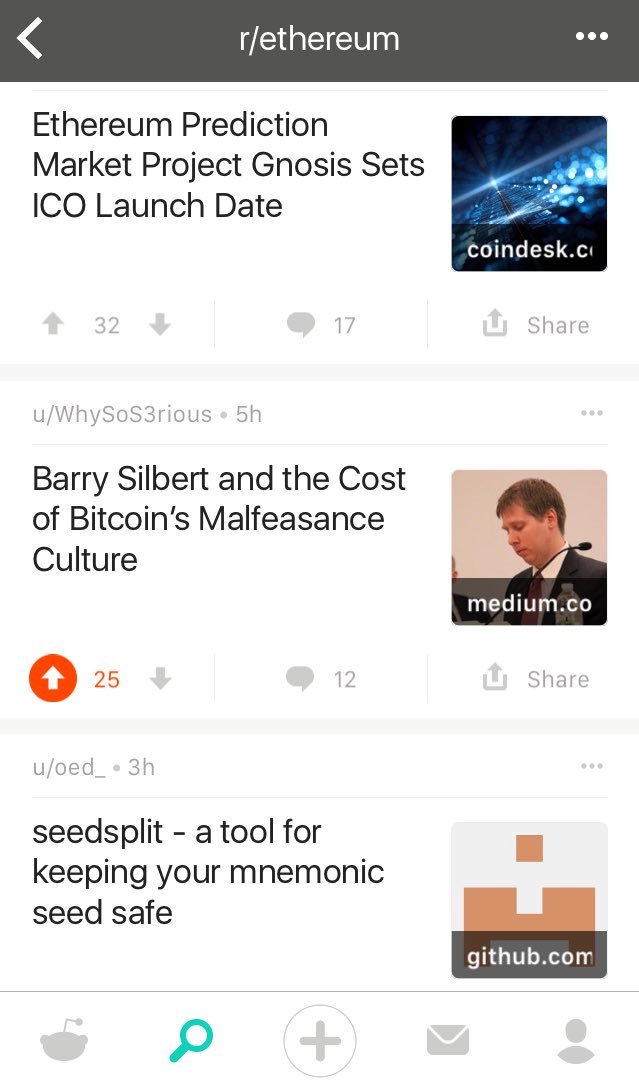 r/ethereum
Ethereum Prediction
Market Project Gnosis Sets
ICO Launch Date
coindesk.c
32
17
Share
u/WhySoS3rious • 5h
Barry Silbert and the Cost
of Bitcoin’s Malfeasance
Culture
medium.co
25
12
Share
u/oed_ • 3h
seedsplit - a tool for
keeping your mnemonic
seed safe
github.com